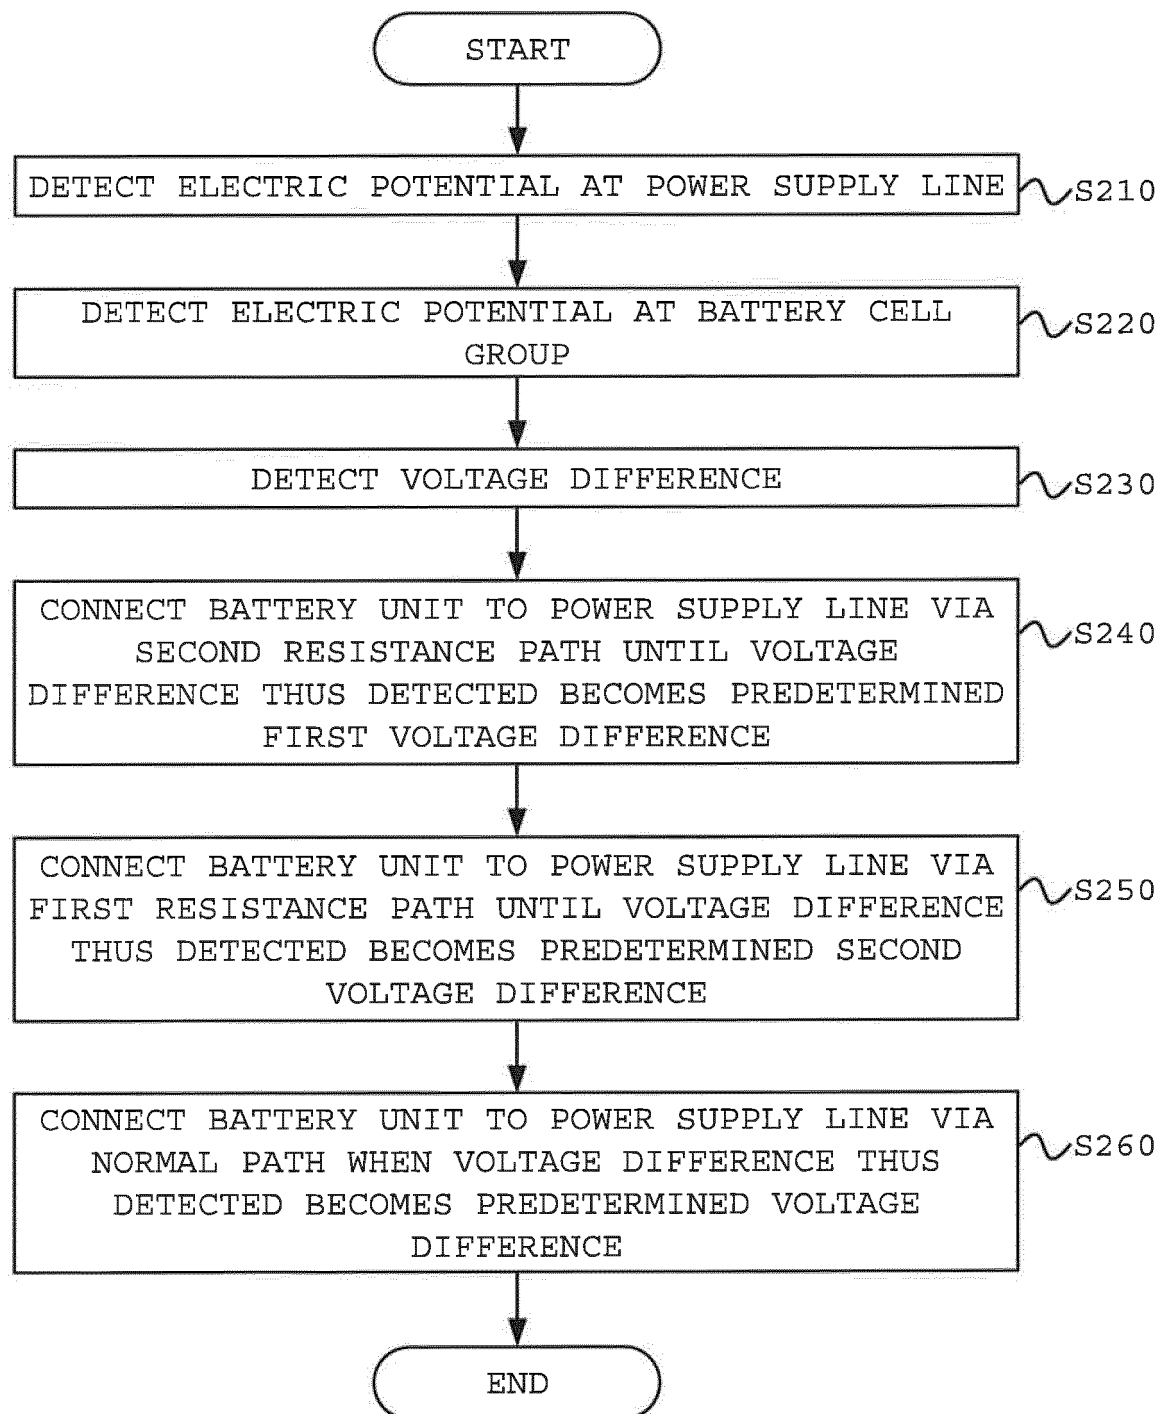 START
DETECT ELECTRIC POTENTIAL AT POWER SUPPLY LINE
S210
DETECT ELECTRIC POTENTIAL AT BATTERY CELL
GROUP
S220
DETECT VOLTAGE DIFFERENCE
S230
CONNECT BATTERY UNIT TO POWER SUPPLY LINE VIA
SECOND RESISTANCE PATH UNTIL VOLTAGE
DIFFERENCE THUS DETECTED BECOMES PREDETERMINED
FIRST VOLTAGE DIFFERENCE
S240
CONNECT BATTERY UNIT TO POWER SUPPLY LINE VIA
FIRST RESISTANCE PATH UNTIL VOLTAGE DIFFERENCE
THUS DETECTED BECOMES PREDETERMINED SECOND
VOLTAGE DIFFERENCE
S250
CONNECT BATTERY UNIT TO POWER SUPPLY LINE VIA
NORMAL PATH WHEN VOLTAGE DIFFERENCE THUS
DETECTED BECOMES PREDETERMINED VOLTAGE
DIFFERENCE
S260
END